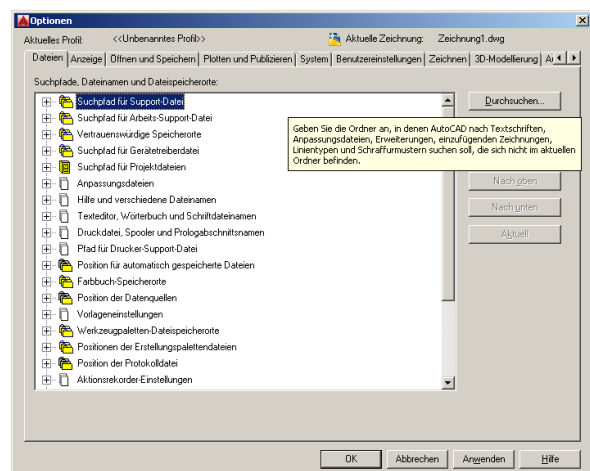 Optionen
Aktuelles Profil: <<Unbenanntes Profil>> Aktuelle Zeichnung: Zeichnung1.dwg
Dateien Anzeige Öffnen und Speichern Plotten und Publizieren System Benutzereinstellungen Zeichnen 3D-Modellierung
Suchpfade, Dateinamen und Dateispeicherorte:
Suchpfad für Support-Datei
Durchsuchen...
Suchpfad für Arbeits-Support-Datei
Vertrauenswürdige Speicherorte
Suchpfad für Gerätetreiberdatei
Suchpfad für Projektdateien
Geben Sie die Ordner an, in denen AutoCAD nach Textschriften,
Anpassungsdateien, Erweiterungen, einzufügenden Zeichnungen,
Linientypen und Schraffurmustern suchen soll, die sich nicht im aktuellen
Ordner befinden.
Anpassungsdateien
Nach oben
Hilfe und verschiedene Dateinamen
Nach unten
Texteditor, Wörterbuch und Schriftdateinamen
Druckdatei, Spooler und Prologabschnittsnamen
Aktuell
Pfad für Drucker-Support-Datei
Position für automatisch gespeicherte Dateien
Farbbuch-Speicherorte
Position der Datenquellen
Vorlageneinstellungen
Werkzeugpaletten-Dateispeicherorte
Positionen der Erstellungspalettendateien
Position der Protokolldatei
Aktionsrekorder-Einstellungen
OK Abbrechen Anwenden Hilfe